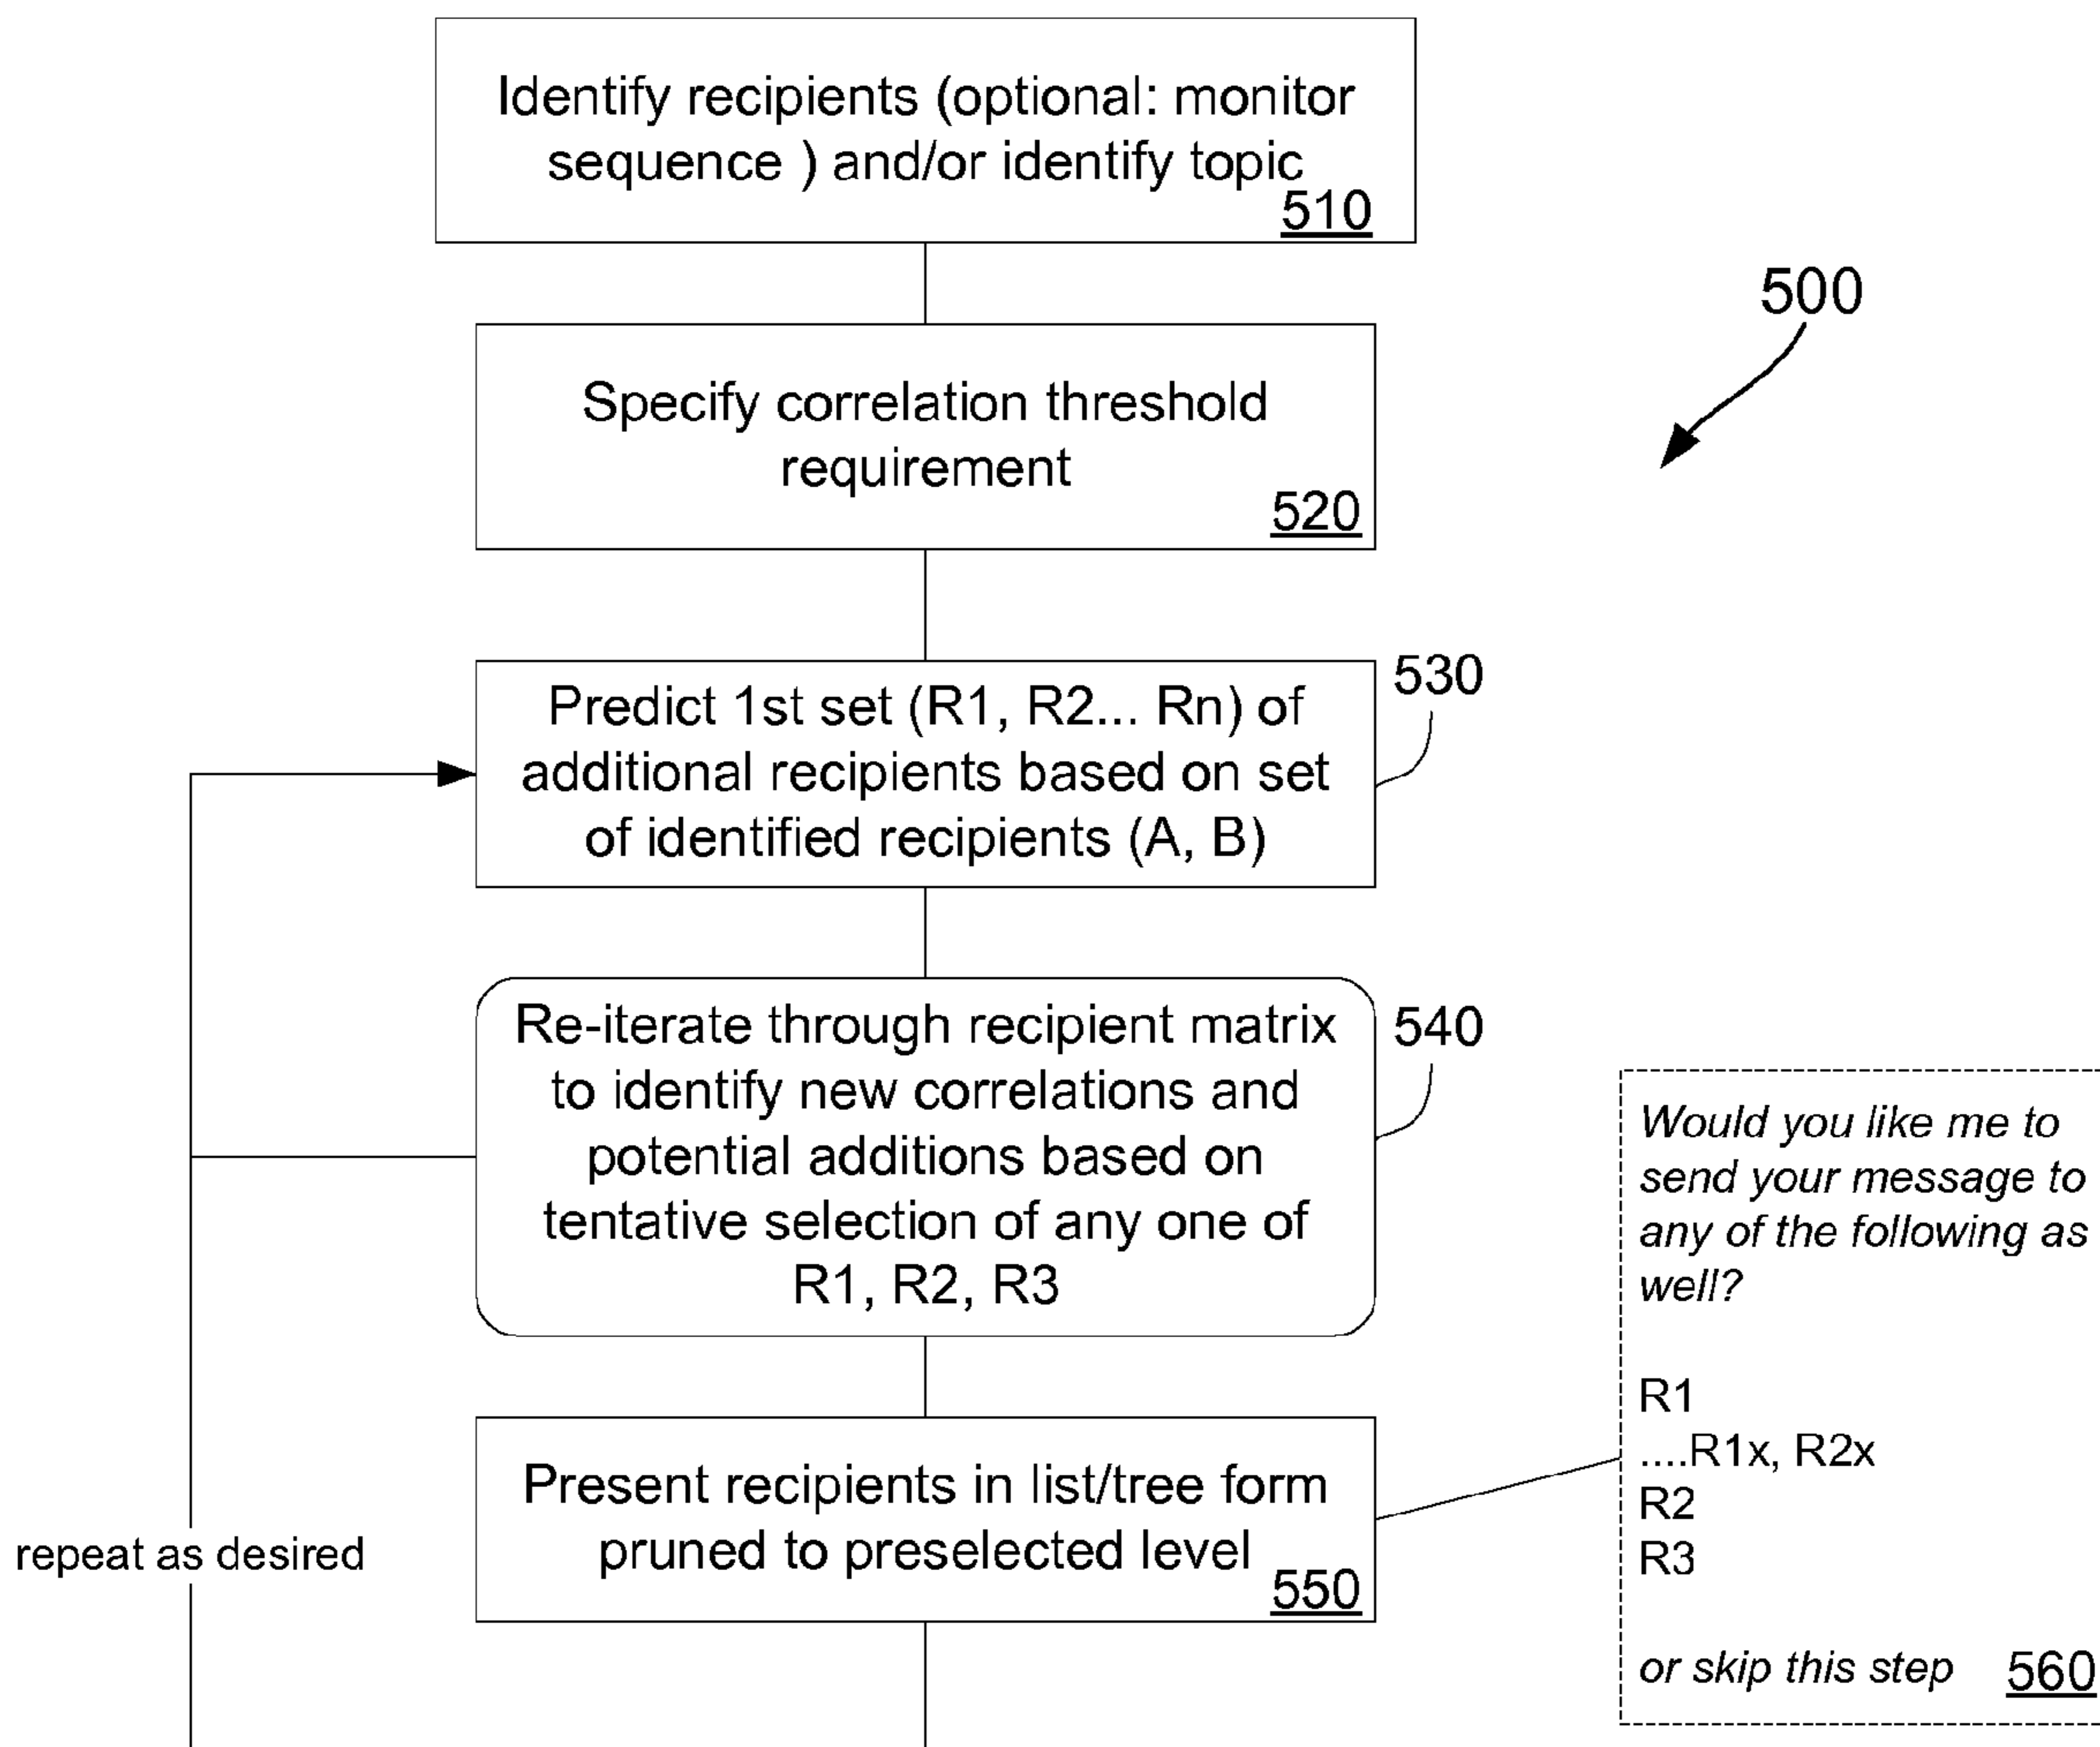 Identify recipients (optional: monitor
sequence ) and/or identify topic
510
500
Specify correlation threshold
requirement
520
530
Predict 1st set (R1, R2... Rn) of
additional recipients based on set
of identified recipients (A, B)
540
Re-iterate through recipient matrix
to identify new correlations and
potential additions based on
tentative selection of any one of
R1, R2, R3
Present recipients in list/tree form
pruned to preselected level
550
repeat as desired
Would you like me to
send your message to
any of the following as
well?
R1
....R1x, R2x
R2
R3
or skip this step
560